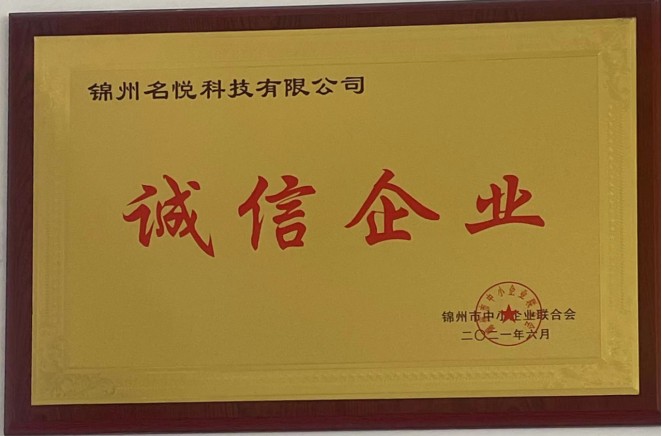 锦州名悦科技有限公司
诚信企业
锦州市中小企业联合会
二〇二一年六月